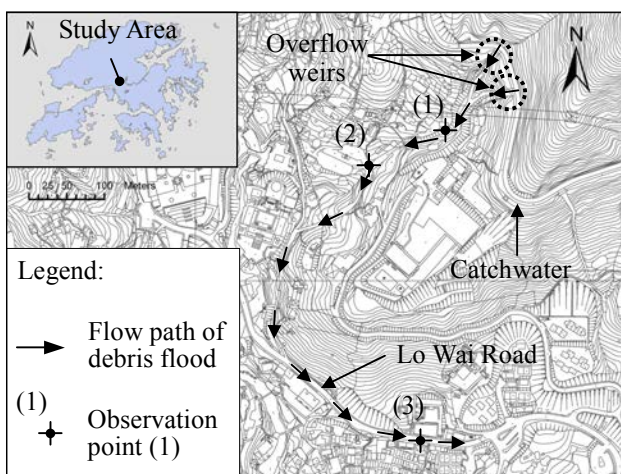 Study Area
N
Overflow
weirs
N
(1)
(2)
0 25 50 100 Meters
Catchwater
Legend:
Flow path of
debris flood
(1)
Observation
point (1)
Lo Wai Road
(3)